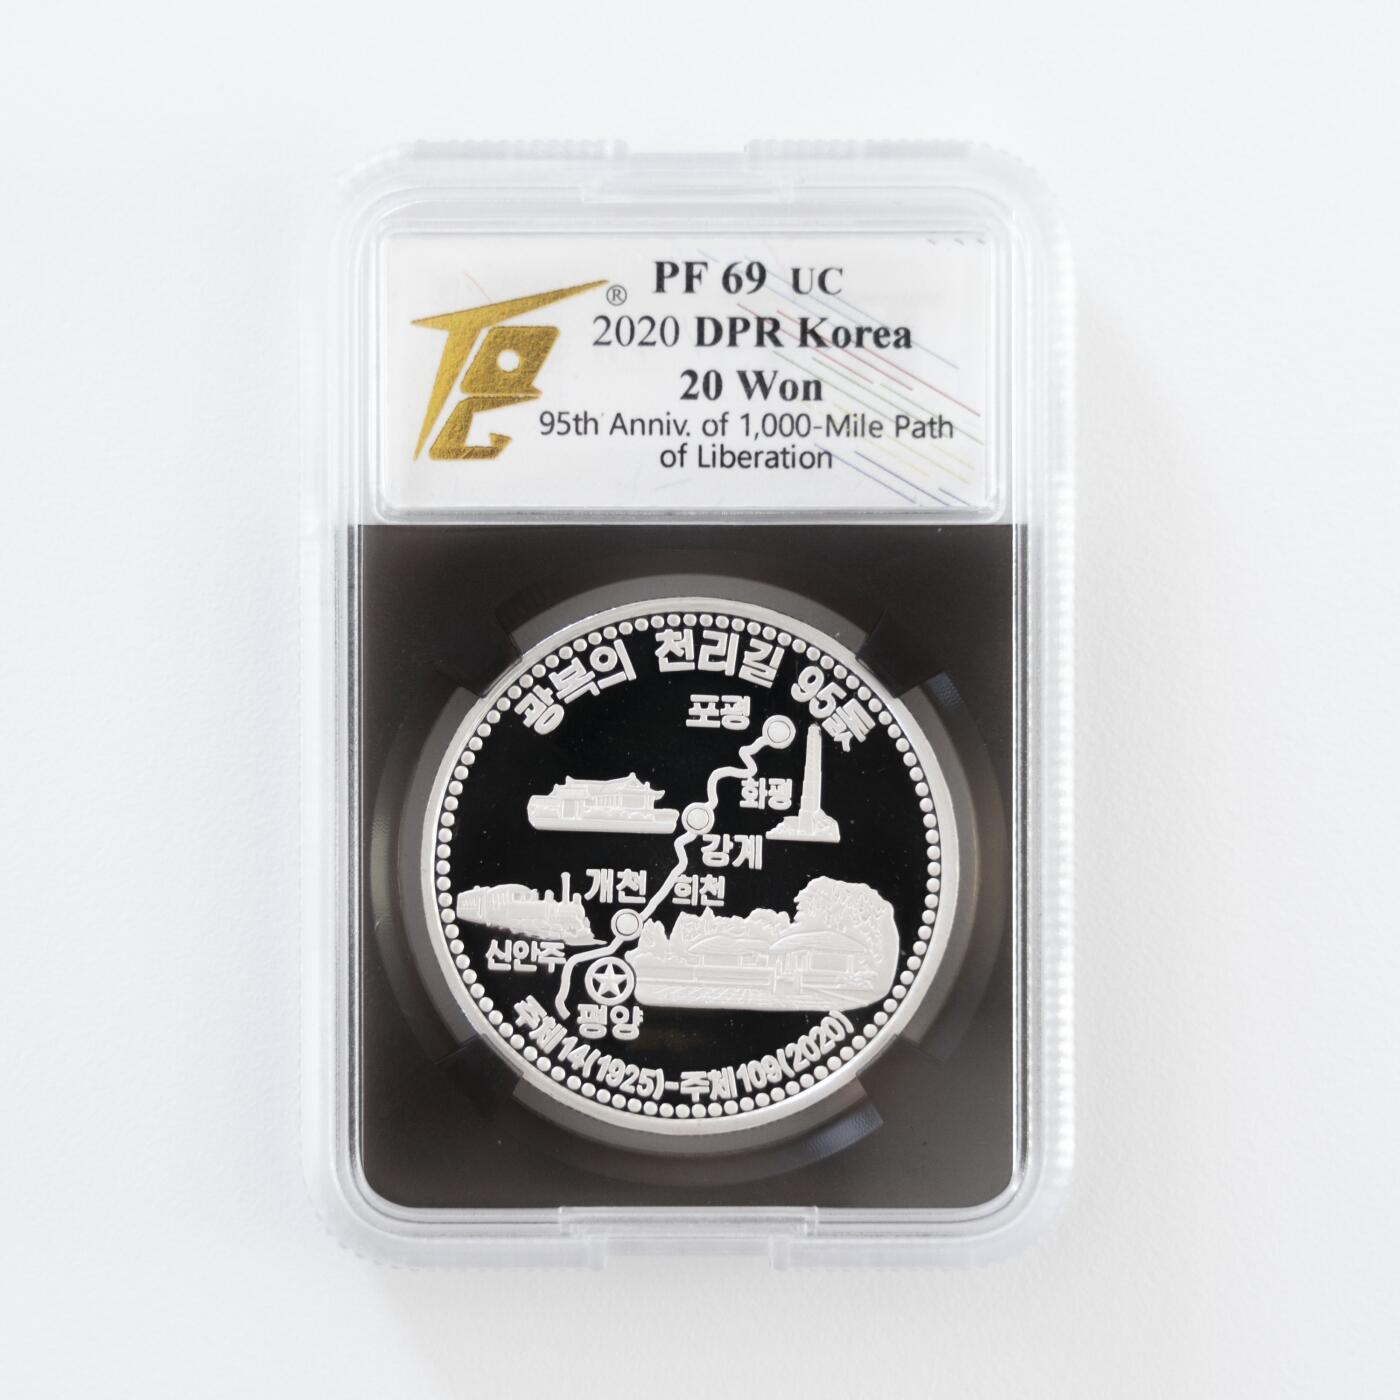 PF 69 UC
®
2020 DPR Korea
20 Won
95th Anniv. of 1,000-Mile Path
of Liberation
광복의 천리길 95돐
포평
화평
강계
개천 희천
신안주
평양
주체14(1925)-주체109(2020)